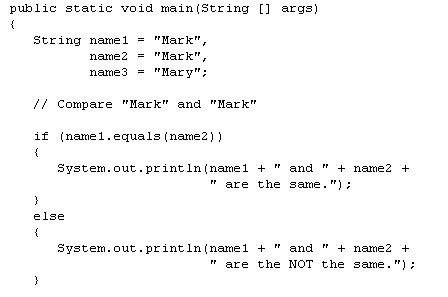 public static void main(String [] args)
{
   String name1 = "Mark",
          name2 = "Mark",
          name3 = "Mary";

   // Compare "Mark" and "Mark"

   if (name1.equals(name2))
   {
      System.out.println(name1 + " and " + name2 +
                         " are the same.");
   }
   else
   {
      System.out.println(name1 + " and " + name2 +
                         " are the NOT the same.");
   }